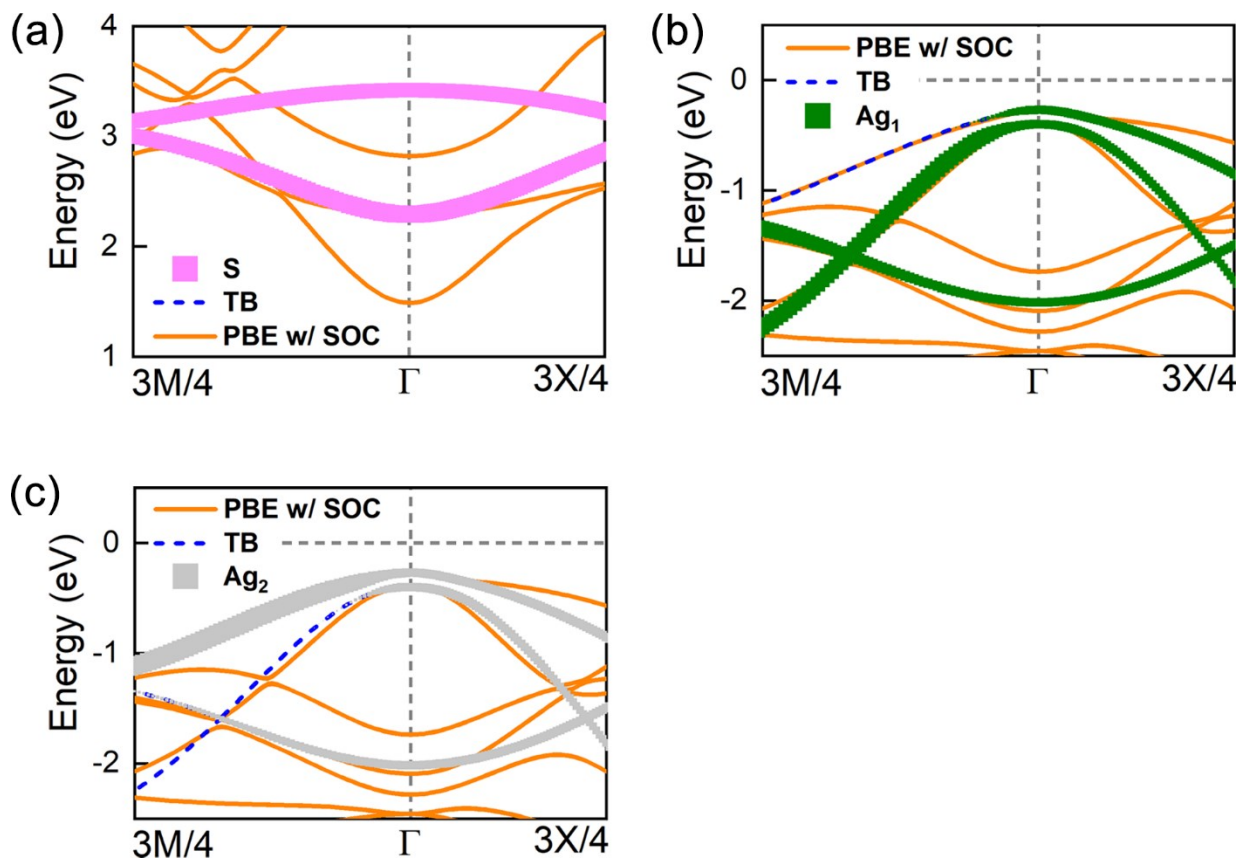 (a)
4
3
2
1
Energy (eV)
S
TB
PBE w/ SOC
3M/4 Γ 3X/4
(b)
PBE w/ SOC
TB
Ag₁
0
-1
-2
Energy (eV)
3M/4 Γ 3X/4
(c)
PBE w/ SOC
TB
Ag₂
0
-1
-2
Energy (eV)
3M/4 Γ 3X/4